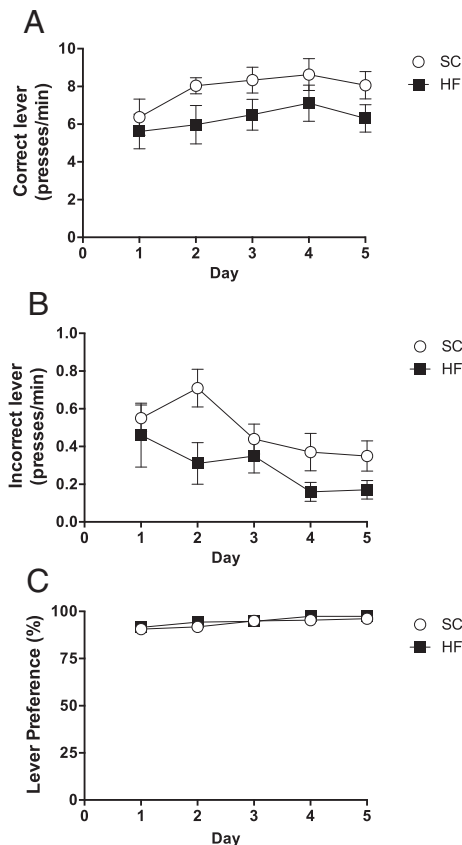 A
10
8
6
4
2
0
Correct lever
(presses/min)
0 1 2 3 4 5
Day
SC
HF
B
1.0
0.8
0.6
0.4
0.2
0.0
Incorrect lever
(presses/min)
0 1 2 3 4 5
Day
SC
HF
C
100
75
50
25
0
Lever Preference (%)
0 1 2 3 4 5
Day
SC
HF